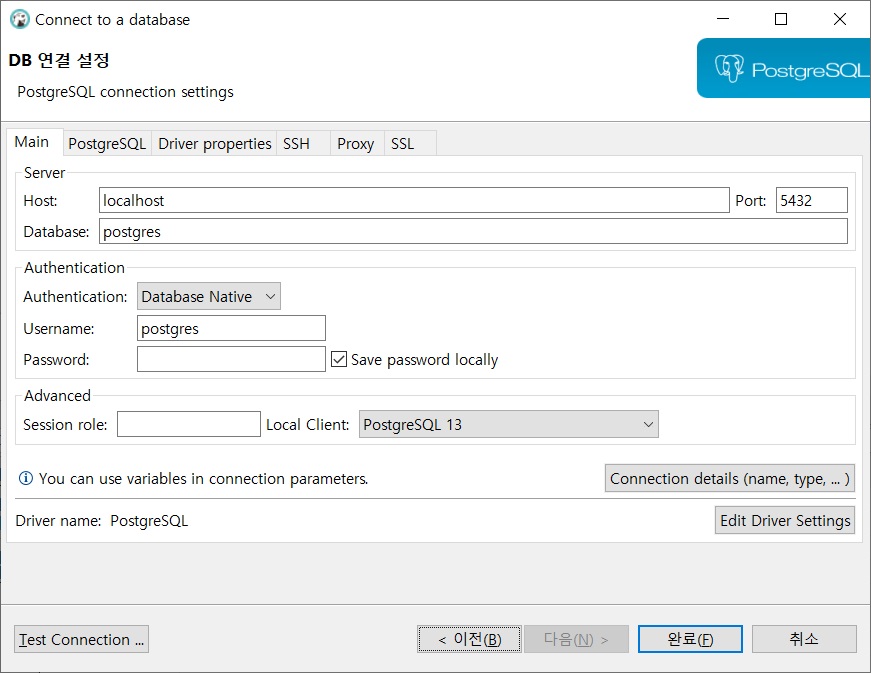 Connect to a database
DB 연결 설정
PostgreSQL connection settings
PostgreSQL
Main PostgreSQL Driver properties SSH Proxy SSL
Server
Host: localhost Port: 5432
Database: postgres
Authentication
Authentication: Database Native
Username: postgres
Password: Save password locally
Advanced
Session role: Local Client: PostgreSQL 13
You can use variables in connection parameters. Connection details (name, type, ... )
Driver name: PostgreSQL Edit Driver Settings
Test Connection ... < 이전(B) 다음(N) > 완료(F) 취소